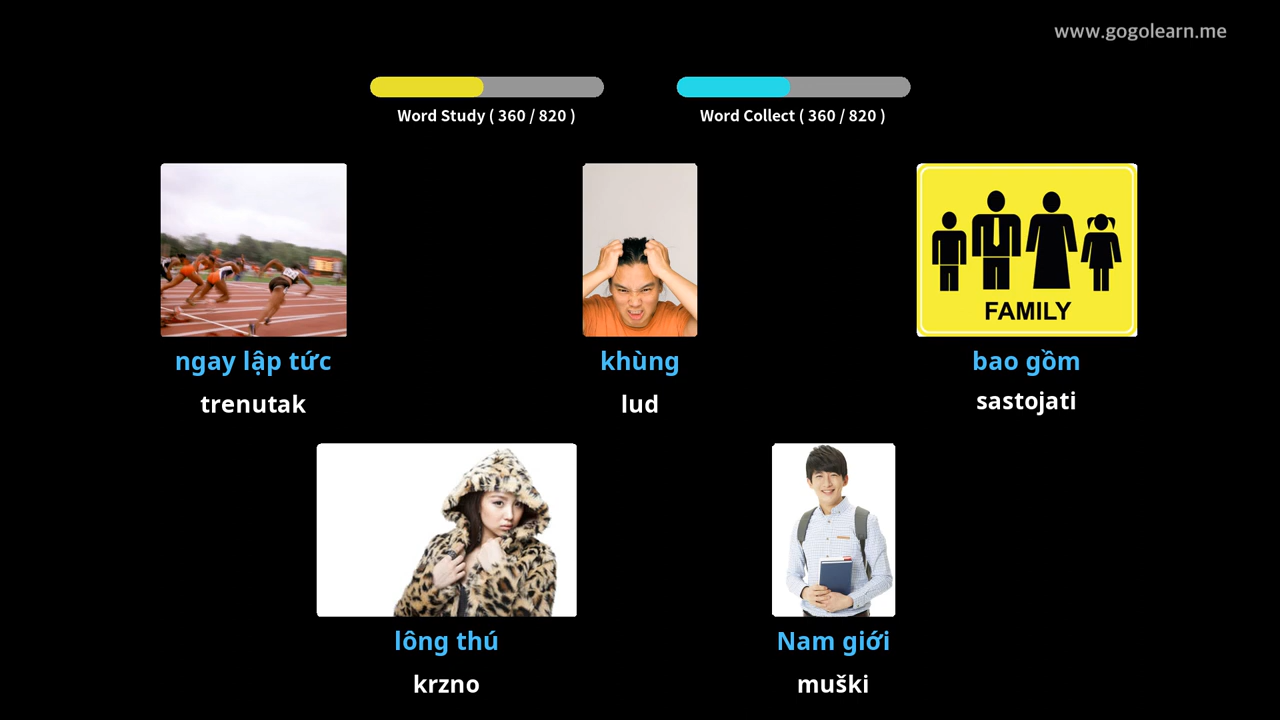 www.gogolearn.me
Word Study ( 360 / 820 )
Word Collect ( 360 / 820 )
FAMILY
ngay lập tức
khùng
bao gồm
trenutak
lud
sastojati
lông thú
Nam giới
krzno
muški